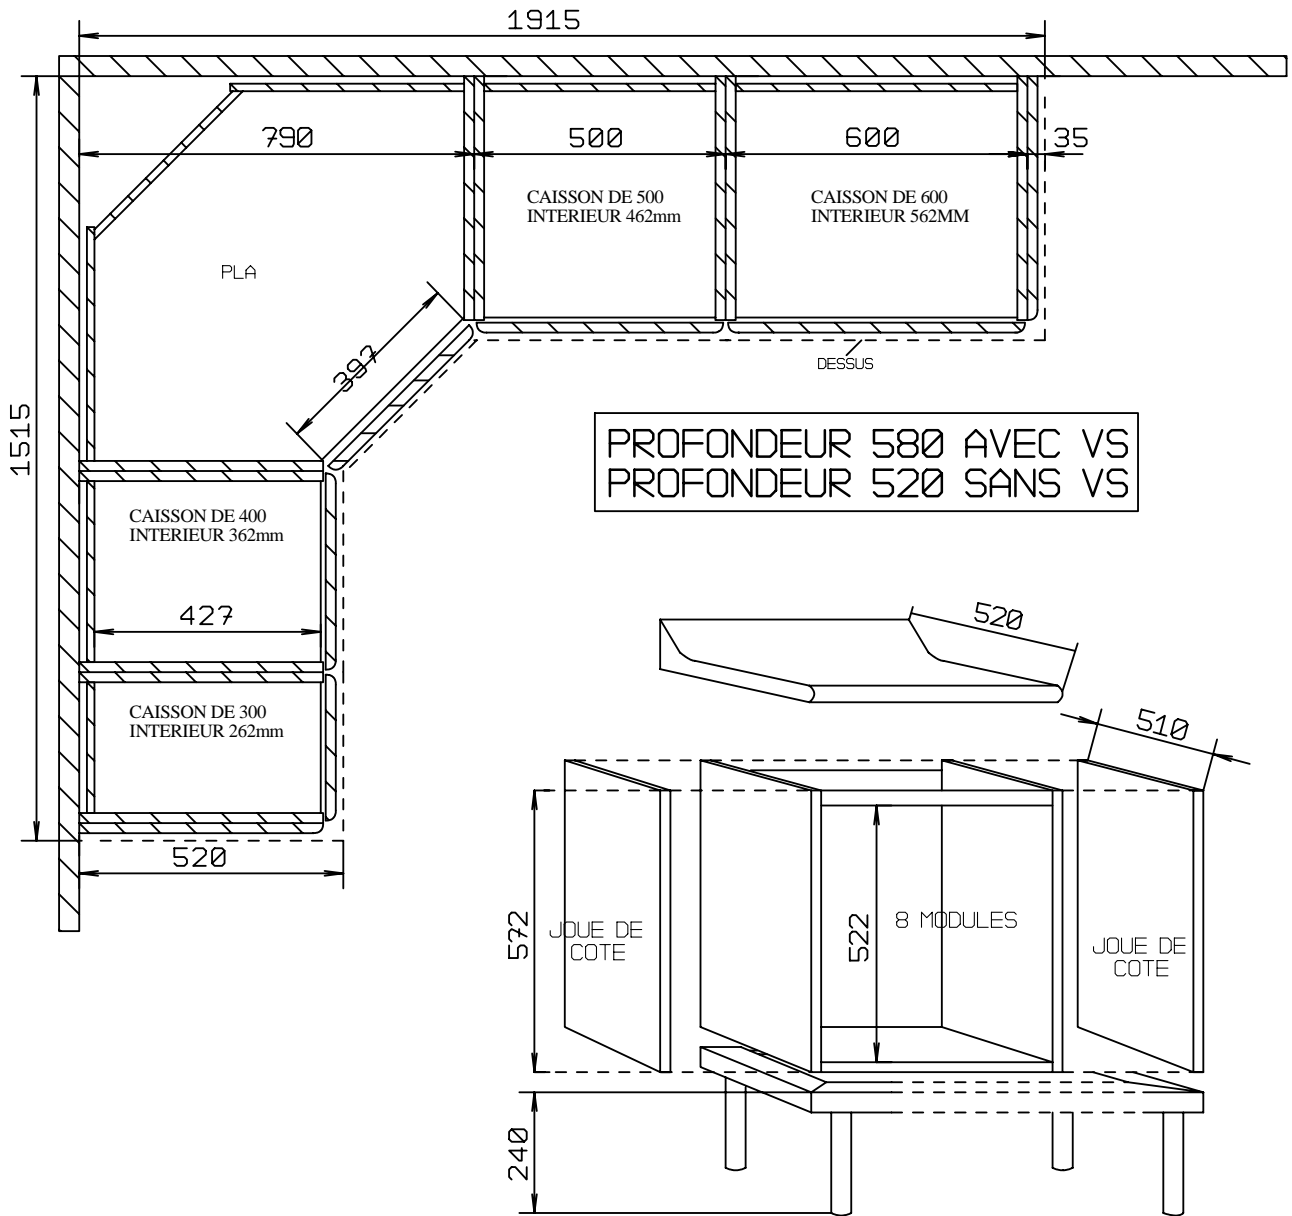 1915
790
500
600
35
CAISSON DE 500
INTERIEUR 462mm
CAISSON DE 600
INTERIEUR 562MM
PLA
397
DESSUS
1515
PROFONDEUR 580 AVEC VS
PROFONDEUR 520 SANS VS
CAISSON DE 400
INTERIEUR 362mm
427
CAISSON DE 300
INTERIEUR 262mm
520
520
510
572
JOUE DE
COTE
522
8 MODULES
JOUE DE
COTE
240